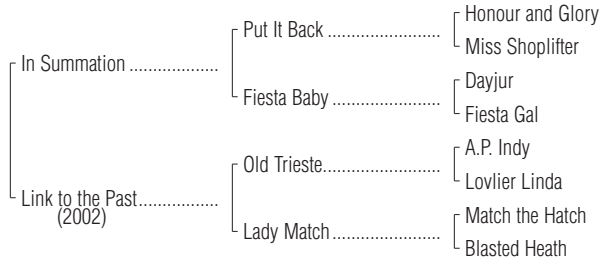 Honour and Glory
Put It Back ....................
Miss Shoplifter
In Summation ................
Dayjur
Fiesta Baby ...................
Fiesta Gal
A.P. Indy
Old Trieste.....................
Lovlier Linda
Link to the Past..............
(2002)
Match the Hatch
Lady Match...................
Blasted Heath